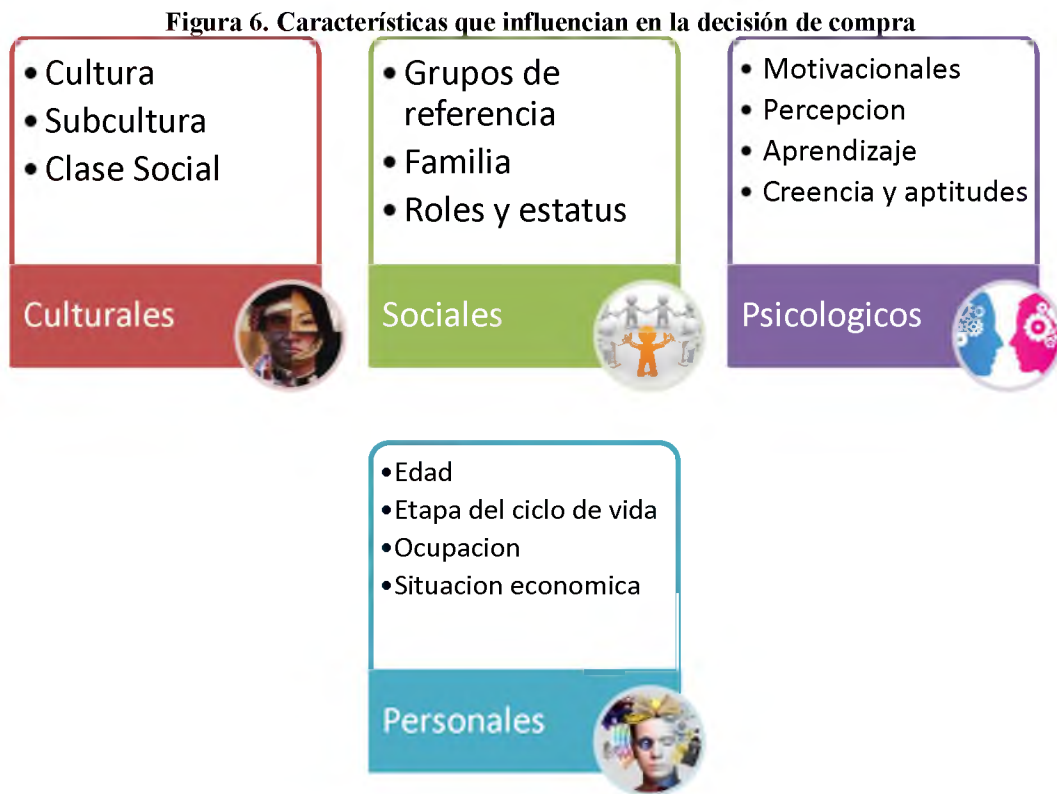 Figura 6. Características que influencian en la decisión de compra
• Cultura
• Subcultura
• Clase Social
Culturales
• Grupos de
referencia
• Familia
• Roles y estatus
Sociales
• Motivacionales
• Percepcion
• Aprendizaje
• Creencia y aptitudes
Psicologicos
•Edad
•Etapa del ciclo de vida
•Ocupacion
•Situacion economica
Personales